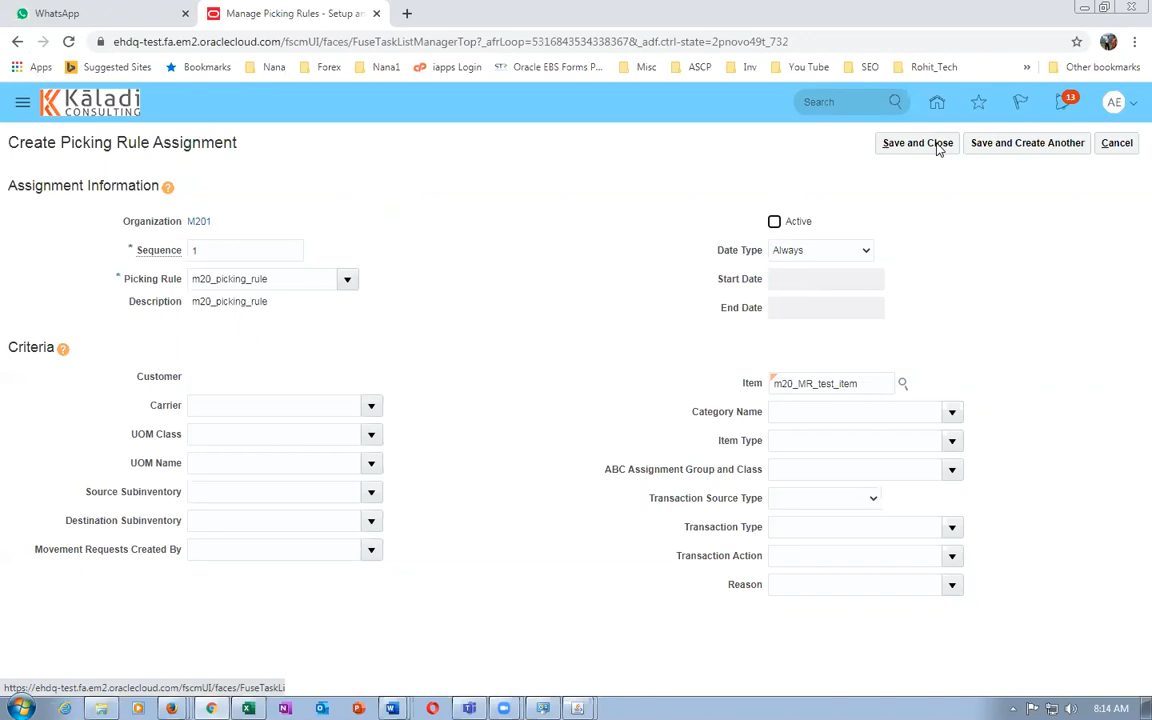 WhatsApp
Manage Picking Rules - Setup an
ehdq-test.fa.em2.oraclecloud.com/fscmUI/faces/FuseTaskListManagerTop?_afrLoop=5316843534338367&_adf.ctrl-state=2pnovo49t_732
Apps Suggested Sites Bookmarks Nana Forex Nana1 iapps Login Oracle EBS Forms P... Misc ASCP Inv You Tube SEO Rohit_Tech » Other bookmarks
Kaladi
CONSULTING
Search
13
AE
Create Picking Rule Assignment
Save and Close Save and Create Another Cancel
Assignment Information
Organization M201
Active
* Sequence 1
Date Type Always
* Picking Rule m20_picking_rule
Start Date
Description m20_picking_rule
End Date
Criteria
Customer
Item m20_MR_test_item
Carrier
Category Name
UOM Class
Item Type
UOM Name
ABC Assignment Group and Class
Source Subinventory
Transaction Source Type
Destination Subinventory
Transaction Type
Movement Requests Created By
Transaction Action
Reason
https://ehdq-test.fa.em2.oraclecloud.com/fscmUI/faces/FuseTaskLi
8:14 AM